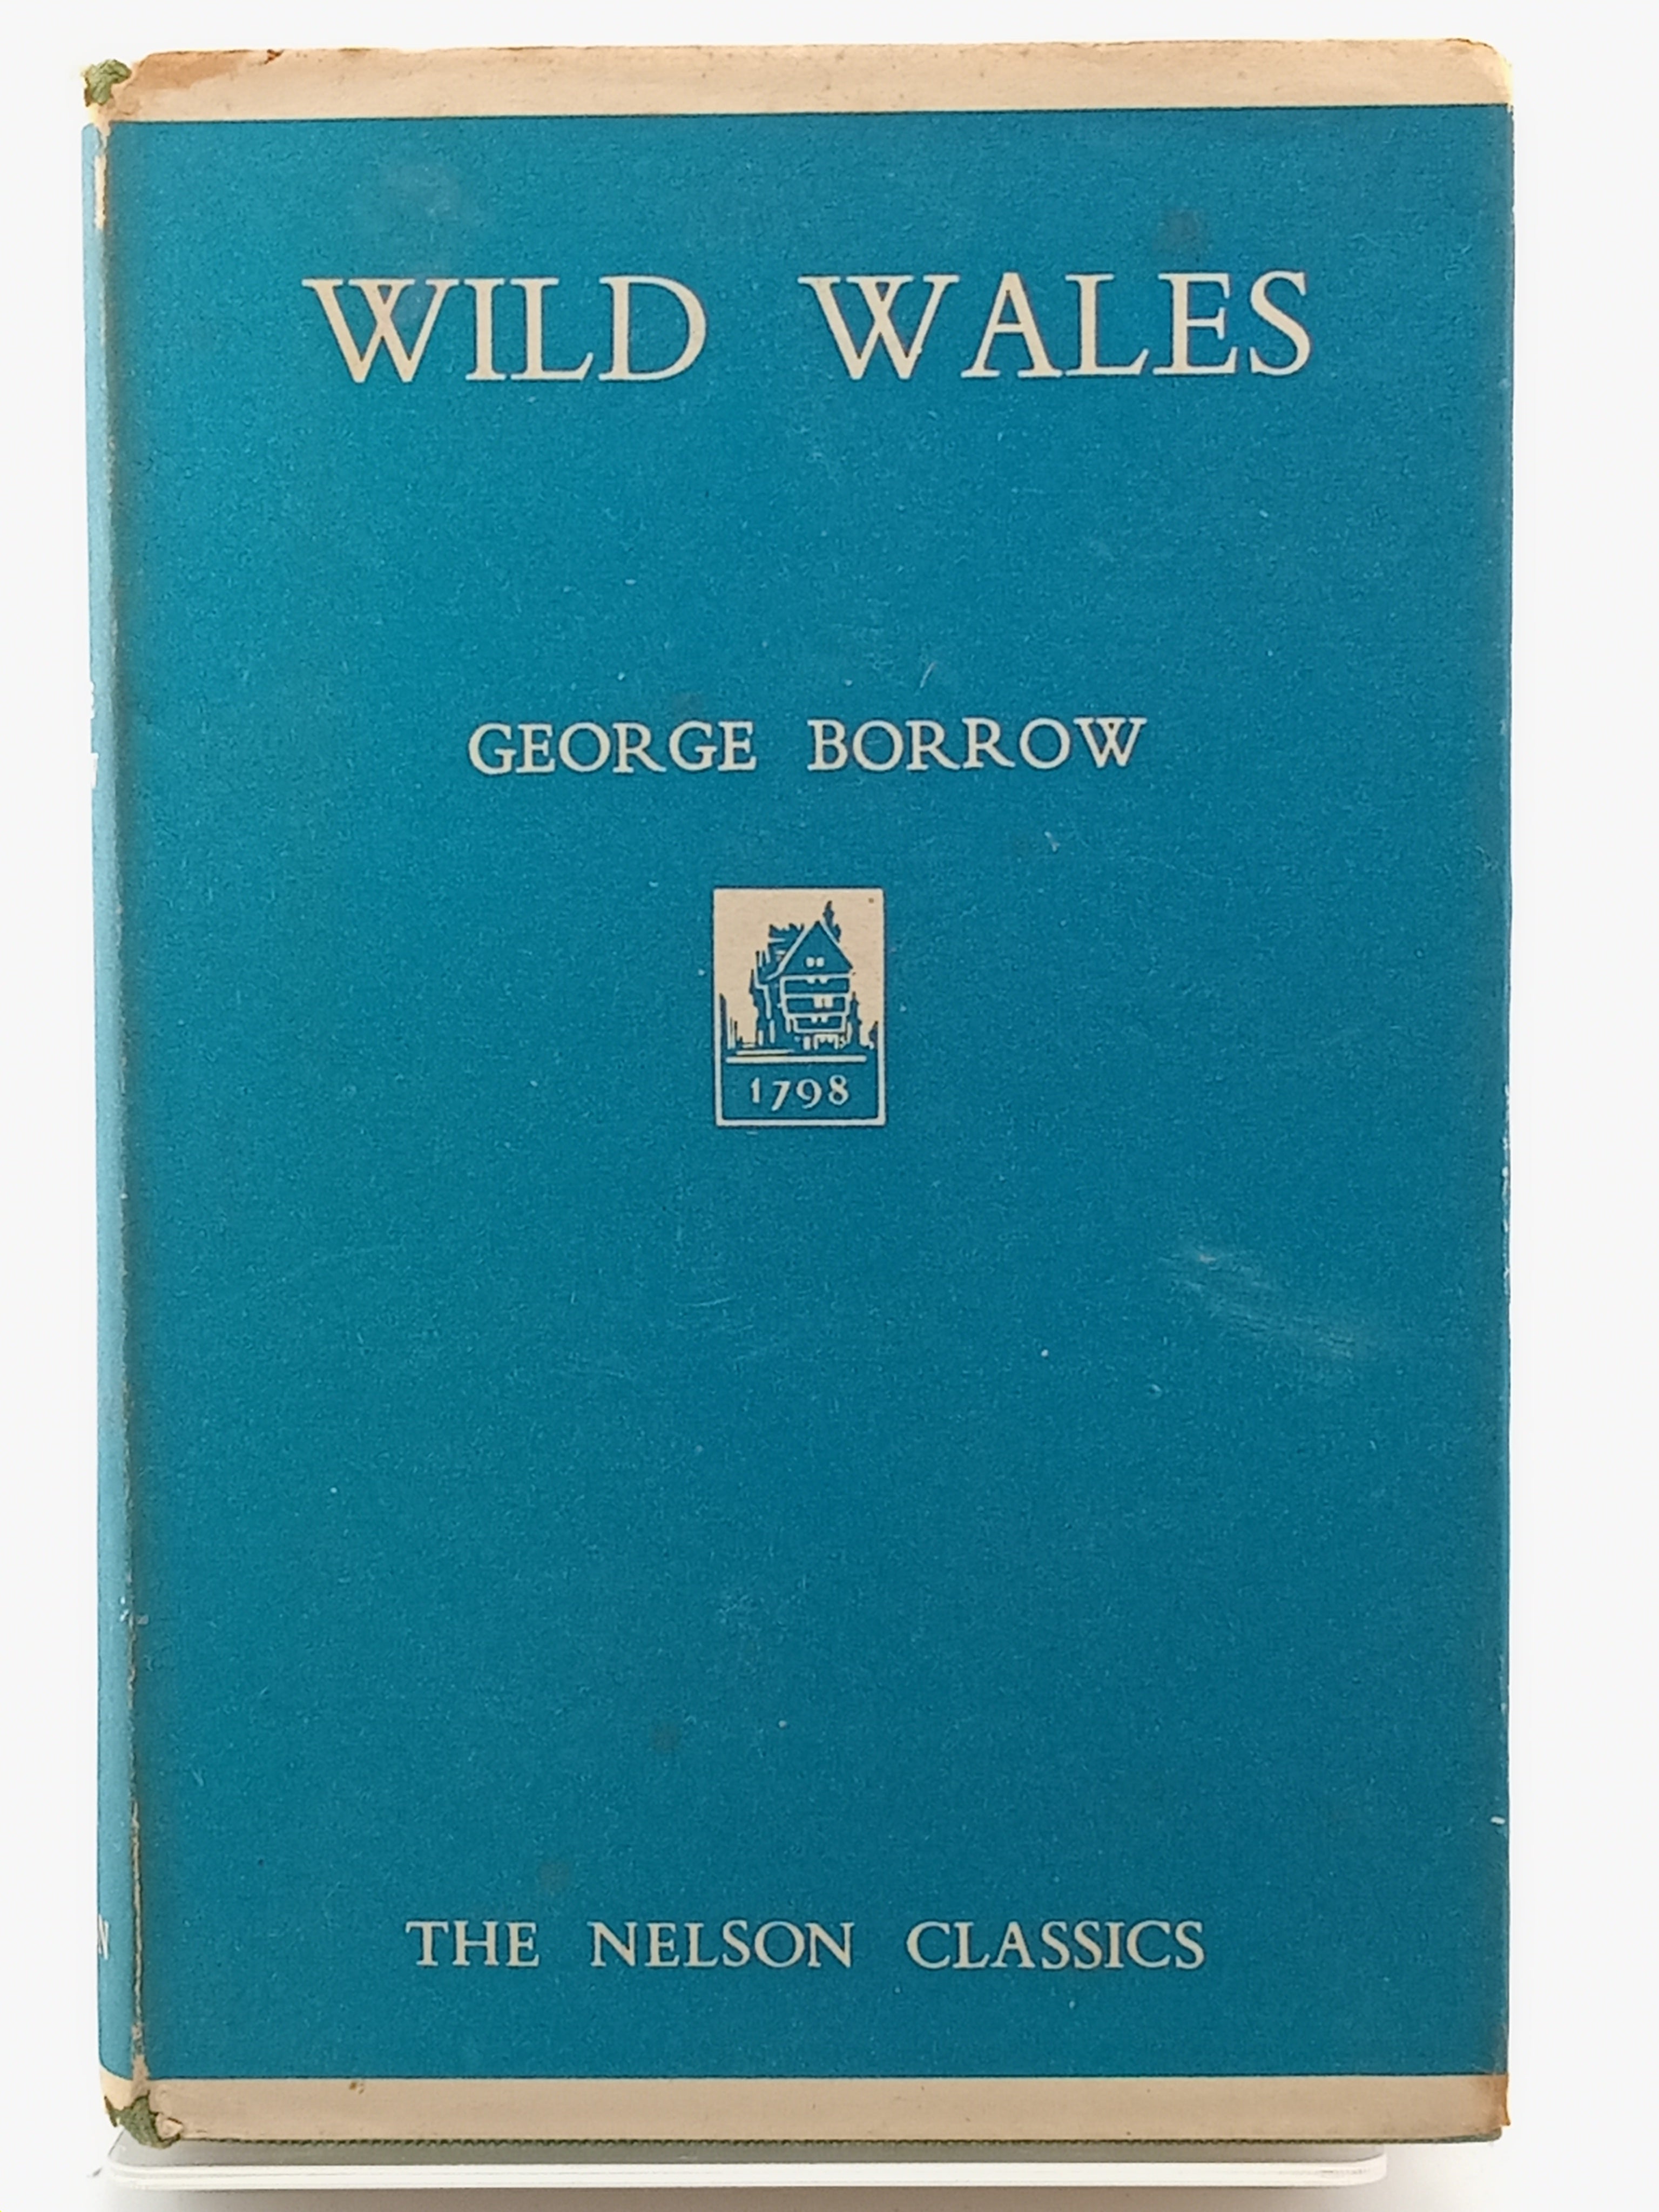 WILD WALES
GEORGE BORROW
1798
THE NELSON CLASSICS